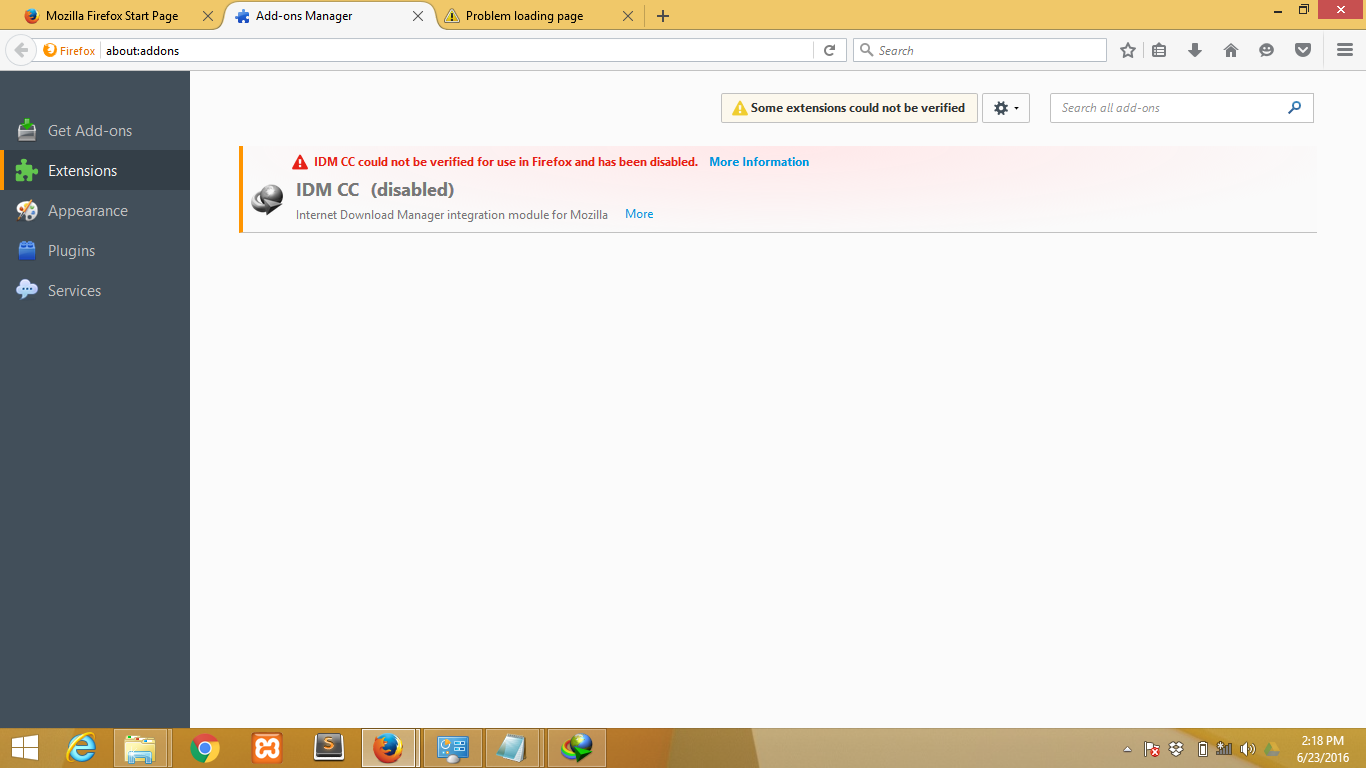 Mozilla Firefox Start Page
Add-ons Manager
Problem loading page
Firefox
about:addons
Search
Some extensions could not be verified
Search all add-ons
Get Add-ons
Extensions
Appearance
Plugins
Services
IDM CC could not be verified for use in Firefox and has been disabled. More Information
IDM CC (disabled)
Internet Download Manager integration module for Mozilla More
S
2:18 PM
6/23/2016